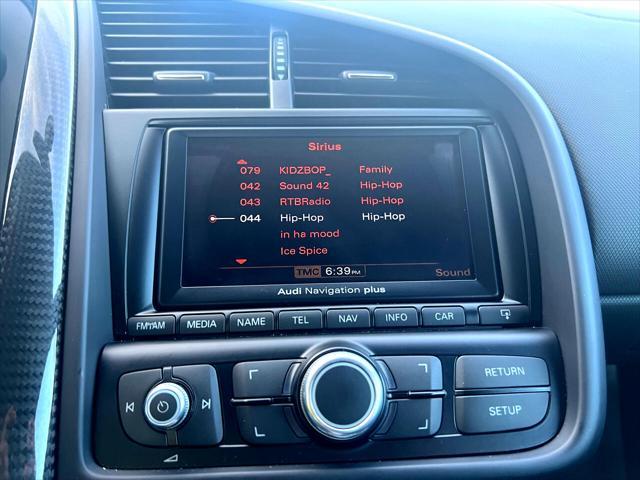 Sirius
079 KIDZBOP_ Family
042 Sound 42 Hip-Hop
043 RTBRadio Hip-Hop
044 Hip-Hop Hip-Hop
in ha mood
Ice Spice
TMC 6:39 PM Sound
Audi Navigation plus
FM/AM MEDIA NAME TEL NAV INFO CAR
RETURN
SETUP